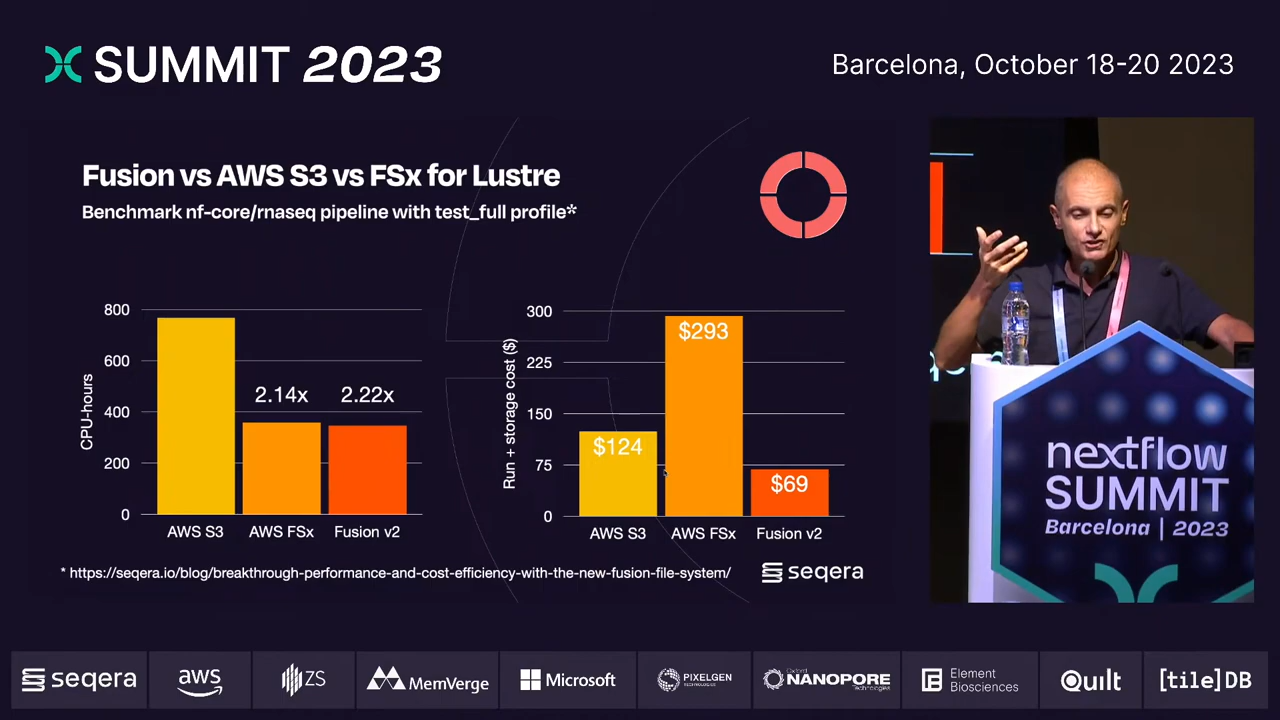 SUMMIT 2023
Barcelona, October 18-20 2023
Fusion vs AWS S3 vs FSx for Lustre
Benchmark nf-core/rnaseq pipeline with test_full profile*
CPU-hours
800
600
400
200
0
2.14x
2.22x
AWS S3
AWS FSx
Fusion v2
Run + storage cost ($)
300
225
150
75
0
$124
$293
$69
AWS S3
AWS FSx
Fusion v2
* https://seqera.io/blog/breakthrough-performance-and-cost-efficiency-with-the-new-fusion-file-system/
seqera
nextflow
SUMMIT
Barcelona | 2023
seqera
aws
ZS
MemVerge
Microsoft
PIXELGEN
TECHNOLOGIES
Oxford
NANOPORE
Technologies
Element
Biosciences
Quilt
[tile]DB